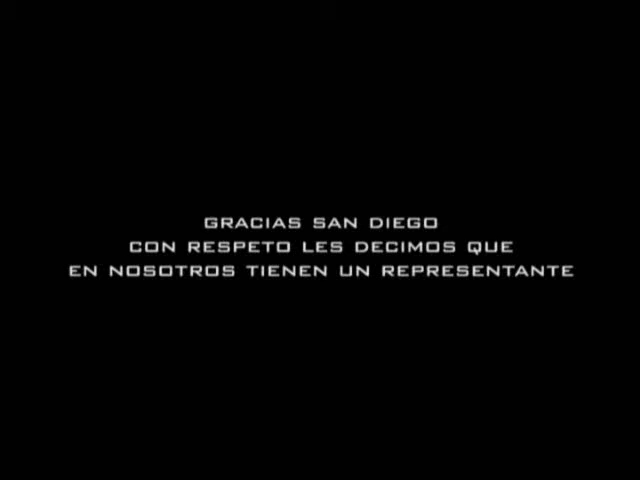 GRACIAS SAN DIEGO
CON RESPETO LES DECIMOS QUE
EN NOSOTROS TIENEN UN REPRESENTANTE